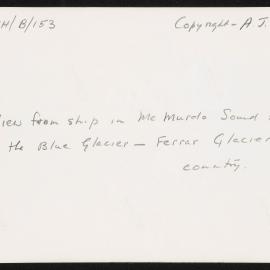 H/B/153 Copyright - A J.
View from ship in McMurdo Sound
the Blue Glacier - Ferrar Glacier
country.